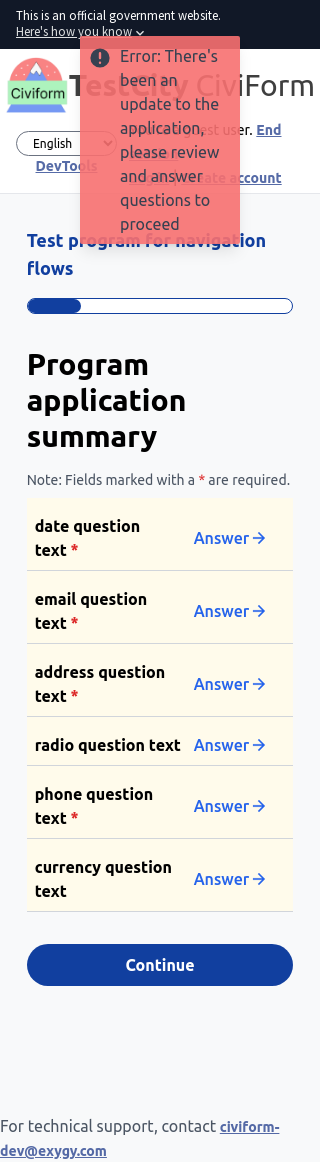 This is an official government website.
Here's how you know
Error: There's
been an
update to the
application,
please review
and answer
questions to
proceed
Civiform
TestCity CiviForm
English
guest user. End
DevTools
create account
Test program for navigation
flows
Program
application
summary
Note: Fields marked with a * are required.
date question
text *
Answer
email question
text *
Answer
address question
text *
Answer
radio question text
Answer
phone question
text *
Answer
currency question
text
Answer
Continue
For technical support, contact civiform-
dev@exygy.com